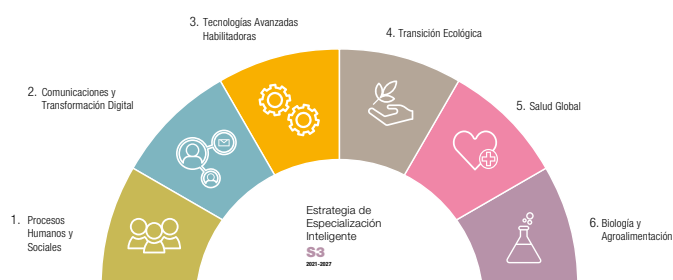 3. Tecnologías Avanzadas
Habilitadoras
4. Transición Ecológica
2. Comunicaciones y
Transformación Digital
5. Salud Global
1. Procesos
Humanos y
Sociales
Estrategia de
Especialización
Inteligente
S3
2021-2027
6. Biología y
Agroalimentación